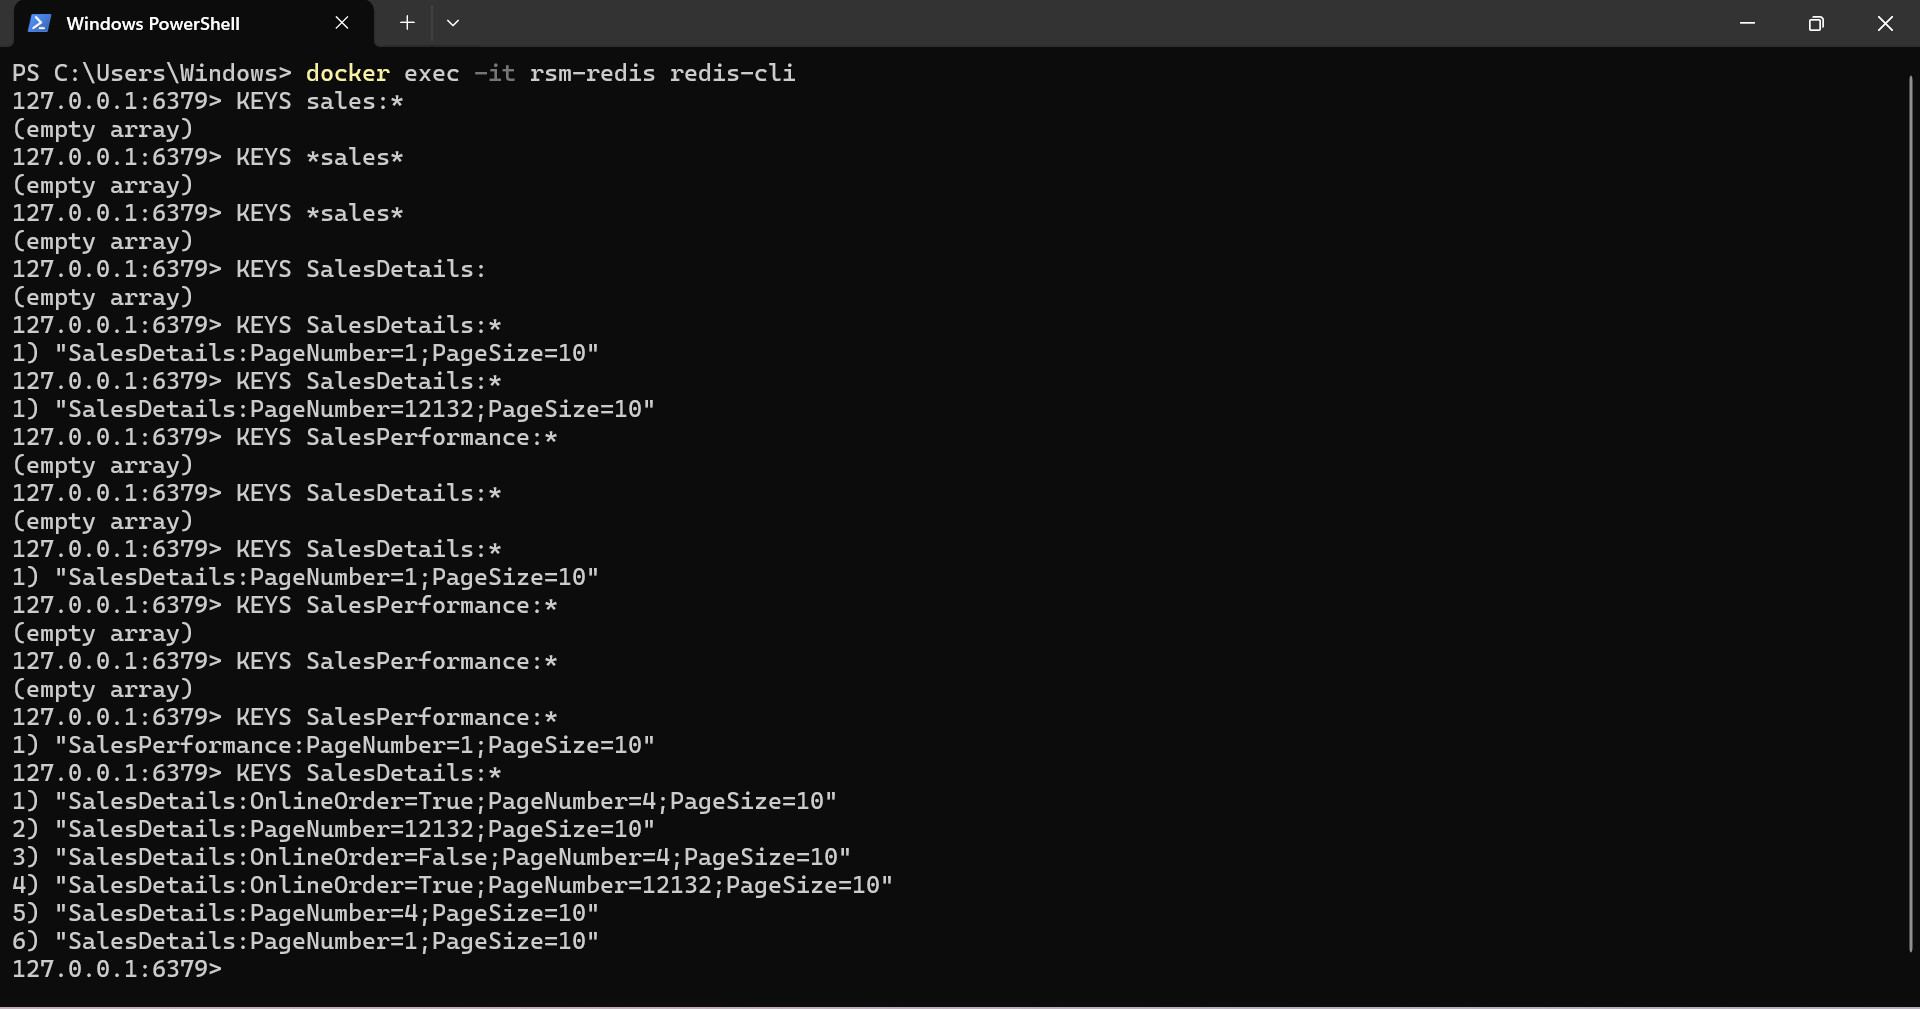 Windows PowerShell
PS C:\Users\Windows> docker exec -it rsm-redis redis-cli
127.0.0.1:6379> KEYS sales:*
(empty array)
127.0.0.1:6379> KEYS *sales*
(empty array)
127.0.0.1:6379> KEYS *sales*
(empty array)
127.0.0.1:6379> KEYS SalesDetails:
(empty array)
127.0.0.1:6379> KEYS SalesDetails:*
1) "SalesDetails:PageNumber=1;PageSize=10"
127.0.0.1:6379> KEYS SalesDetails:*
1) "SalesDetails:PageNumber=12132;PageSize=10"
127.0.0.1:6379> KEYS SalesPerformance:*
(empty array)
127.0.0.1:6379> KEYS SalesDetails:*
(empty array)
127.0.0.1:6379> KEYS SalesDetails:*
1) "SalesDetails:PageNumber=1;PageSize=10"
127.0.0.1:6379> KEYS SalesPerformance:*
(empty array)
127.0.0.1:6379> KEYS SalesPerformance:*
(empty array)
127.0.0.1:6379> KEYS SalesPerformance:*
1) "SalesPerformance:PageNumber=1;PageSize=10"
127.0.0.1:6379> KEYS SalesDetails:*
1) "SalesDetails:OnlineOrder=True;PageNumber=4;PageSize=10"
2) "SalesDetails:PageNumber=12132;PageSize=10"
3) "SalesDetails:OnlineOrder=False;PageNumber=4;PageSize=10"
4) "SalesDetails:OnlineOrder=True;PageNumber=12132;PageSize=10"
5) "SalesDetails:PageNumber=4;PageSize=10"
6) "SalesDetails:PageNumber=1;PageSize=10"
127.0.0.1:6379>